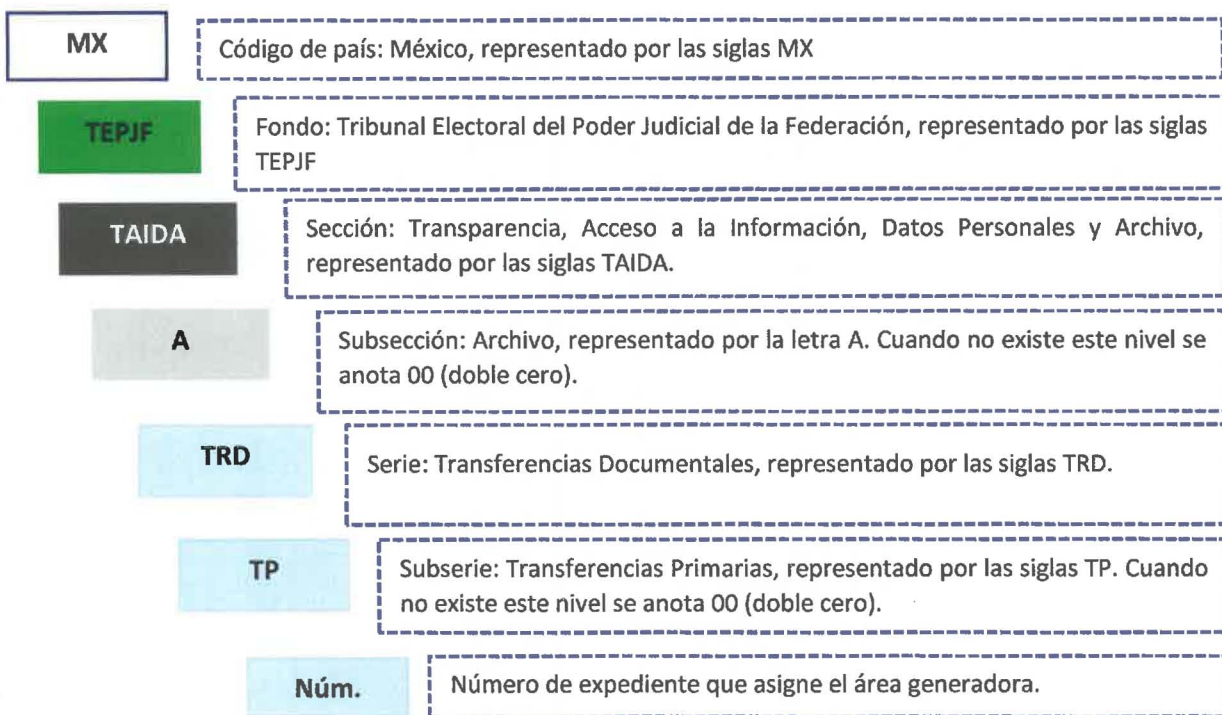 MX
Código de país: México, representado por las siglas MX
TEPJF
Fondo: Tribunal Electoral del Poder Judicial de la Federación, representado por las siglas
TEPJF
TAIDA
Sección: Transparencia, Acceso a la Información, Datos Personales y Archivo,
representado por las siglas TAIDA.
A
Subsección: Archivo, representado por la letra A. Cuando no existe este nivel se
anota 00 (doble cero).
TRD
Serie: Transferencias Documentales, representado por las siglas TRD.
TP
Subserie: Transferencias Primarias, representado por las siglas TP. Cuando
no existe este nivel se anota 00 (doble cero).
Núm.
Número de expediente que asigne el área generadora.